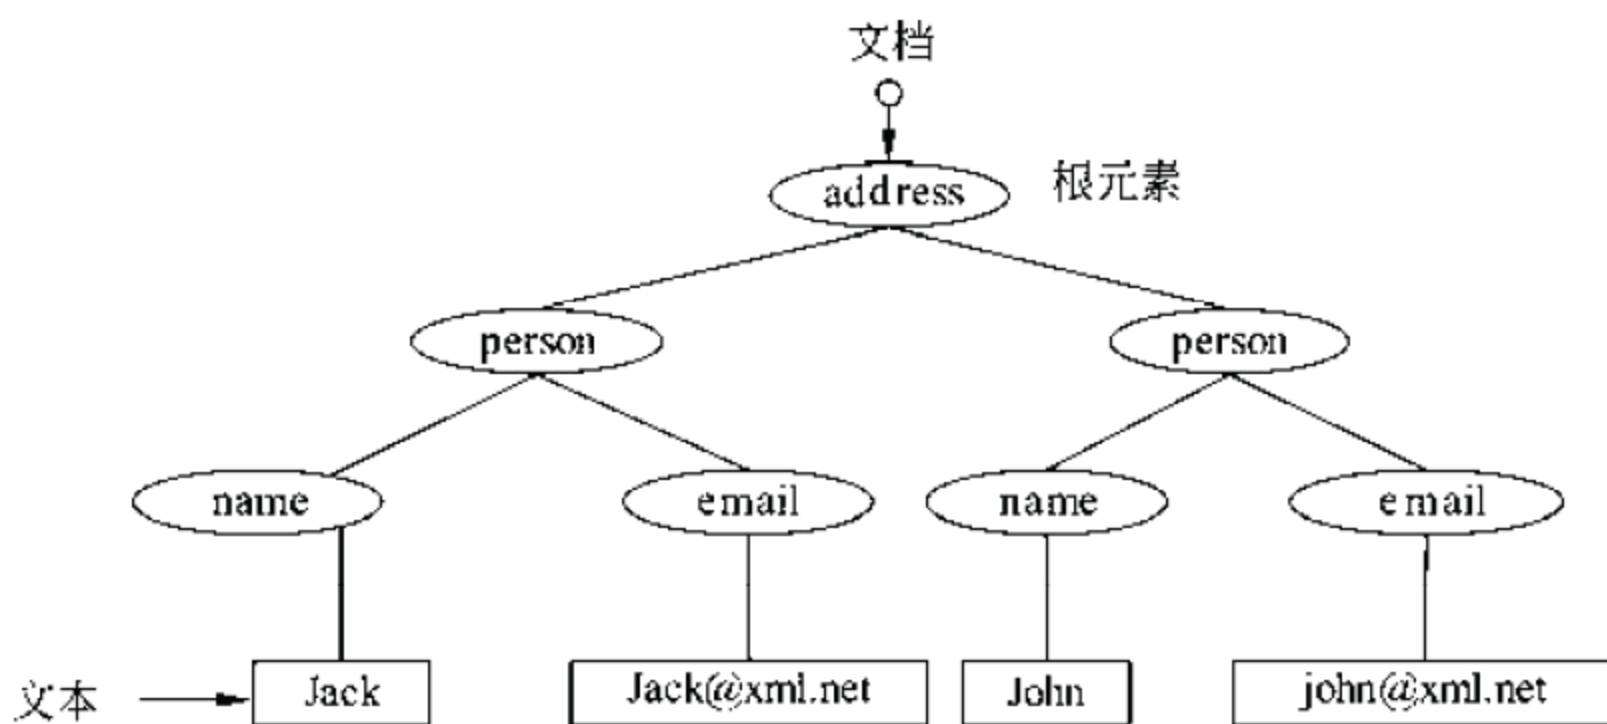 文档
address
根元素
person
person
name
email
name
email
文本
Jack
Jack@xml.net
John
john@xml.net